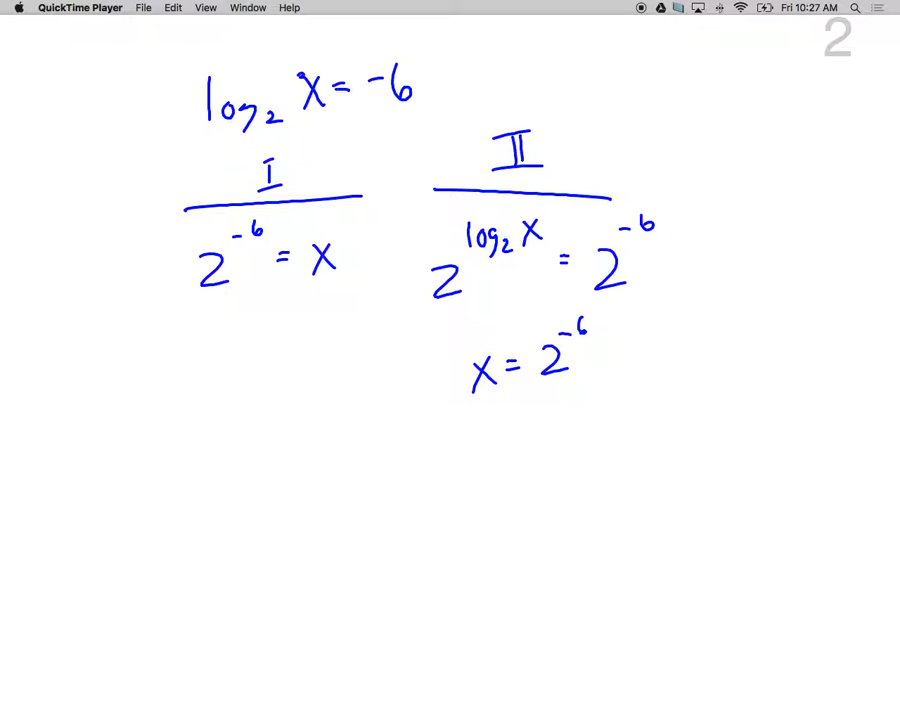 QuickTime Player File Edit View Window Help Fri 10:27 AM
2
log₂ x = -6
I
II
2⁻⁶ = x
2^(log₂ x) = 2⁻⁶
x = 2⁻⁶